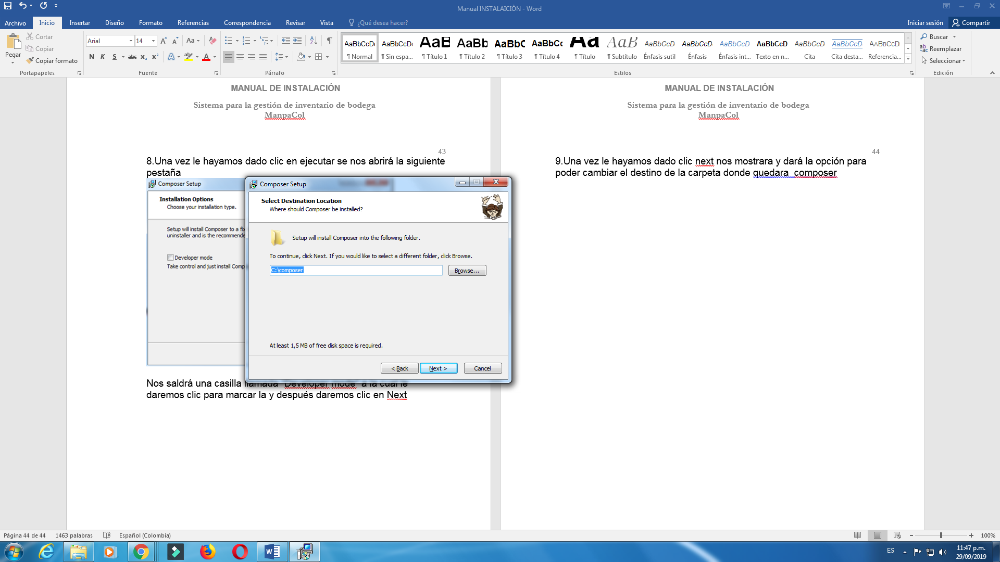 Manual INSTALAICIÒN - Word
Archivo Inicio Insertar Diseño Formato Referencias Correspondencia Revisar Vista ¿Qué desea hacer? Iniciar sesión Compartir
Pegar
Cortar
Copiar
Copiar formato
Portapapeles
Arial 14
N K S abc x₂ x²
Fuente
Párrafo
AaBbCcDc AaBbCcDc AaB AaBb AaBbC AaBbCc Aa AaB AaBbCcD AaBbCcD AaBbCcD AaBbCcD AaBbCcD AaBbCcD AABBCCD
¶ Normal ¶ Sin espa... ¶ Título 1 ¶ Título 2 ¶ Título 3 ¶ Título 4 ¶ Título ¶ Subtítulo Énfasis sutil Énfasis Énfasis int... Texto en n... Cita Cita desta... Referencia...
Estilos
Buscar
Reemplazar
Seleccionar
Edición
MANUAL DE INSTALACIÓN
Sistema para la gestión de inventario de bodega
ManpaCol
43
8.Una vez le hayamos dado clic en ejecutar se nos abrirá la siguiente
pestaña
Composer Setup
Installation Options
Choose your installation type.
Setup will install Composer to a fix
uninstaller and is the recommende
Developer mode
Take control and just install Comp
Composer Setup
Select Destination Location
Where should Composer be installed?
Setup will install Composer into the following folder.
To continue, click Next. If you would like to select a different folder, click Browse.
C:\composer
Browse...
At least 1,5 MB of free disk space is required.
< Back Next > Cancel
Nos saldrá una casilla llamada "Developer mode" a la cual le
daremos clic para marcar la y después daremos clic en Next
MANUAL DE INSTALACIÓN
Sistema para la gestión de inventario de bodega
ManpaCol
44
9.Una vez le hayamos dado clic next nos mostrara y dará la opción para
poder cambiar el destino de la carpeta donde quedara  composer
Página 44 de 44 1463 palabras Español (Colombia) 100%
ES
11:47 p.m.
29/09/2019